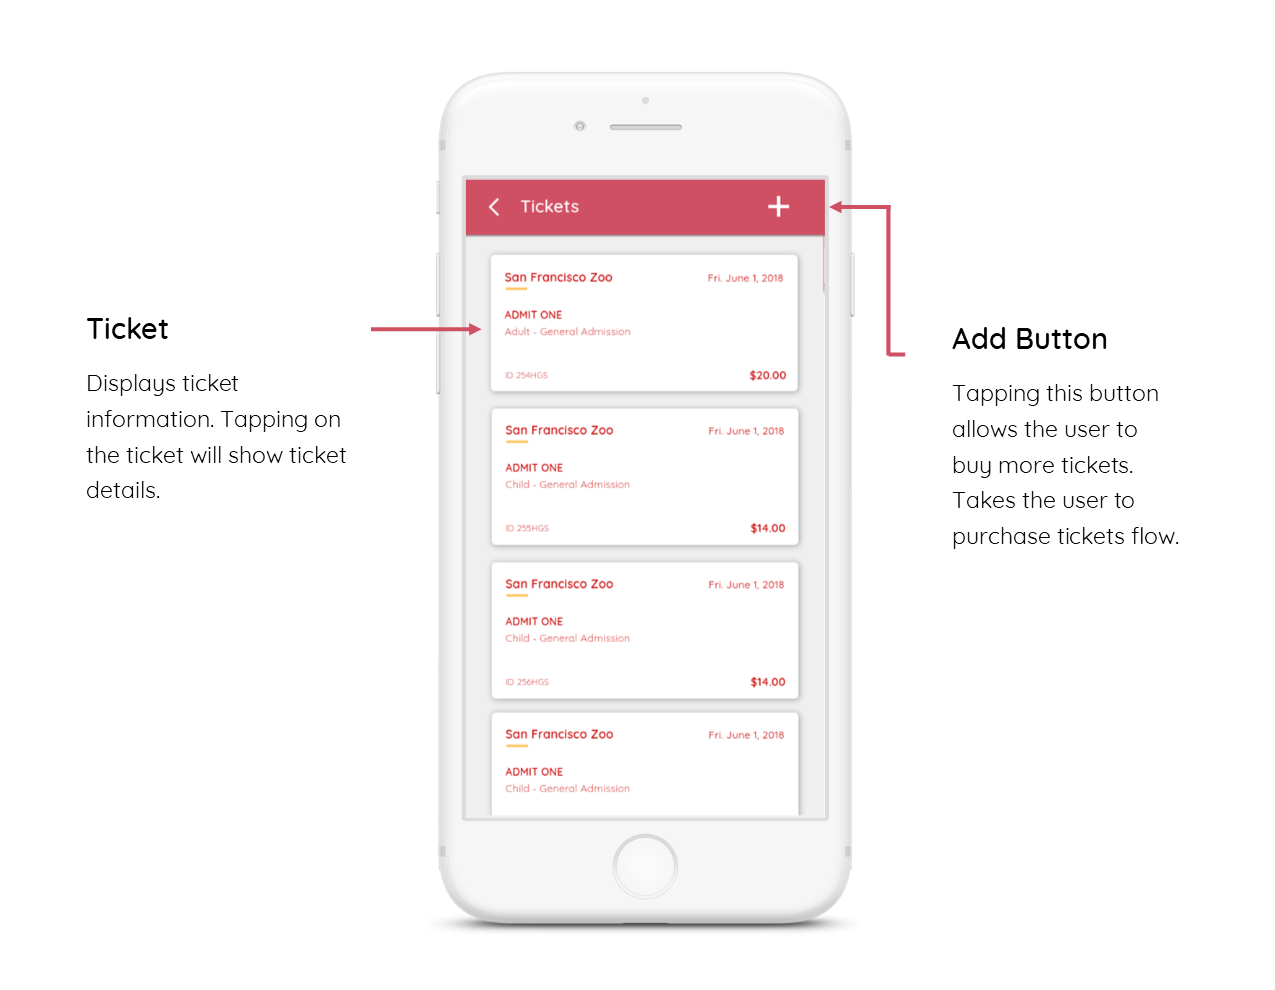 Tickets
San Francisco Zoo
Fri. June 1, 2018
ADMIT ONE
Adult - General Admission
ID 254HGS
$20.00
San Francisco Zoo
Fri. June 1, 2018
ADMIT ONE
Child - General Admission
ID 255HGS
$14.00
San Francisco Zoo
Fri. June 1, 2018
ADMIT ONE
Child - General Admission
ID 256HGS
$14.00
San Francisco Zoo
Fri. June 1, 2018
ADMIT ONE
Child - General Admission
Ticket
Displays ticket
information. Tapping on
the ticket will show ticket
details.
Add Button
Tapping this button
allows the user to
buy more tickets.
Takes the user to
purchase tickets flow.